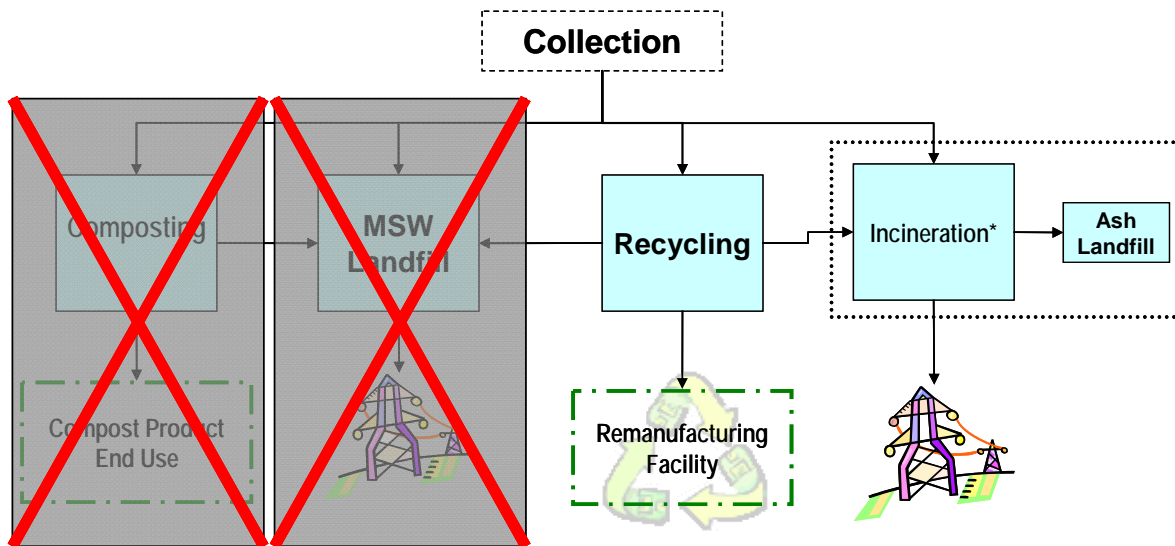 Collection
Composting
MSW
Landfill
Recycling
Incineration*
Ash
Landfill
Compost Product
End Use
Remanufacturing
Facility